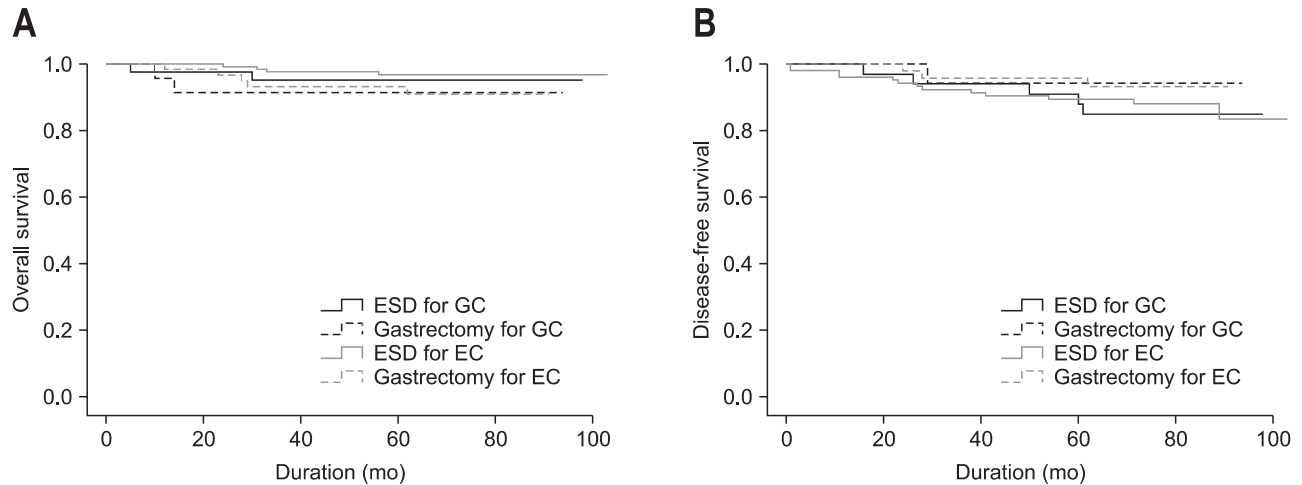 A
1.0
0.8
0.6
0.4
0.2
0.0
Overall survival
ESD for GC
Gastrectomy for GC
ESD for EC
Gastrectomy for EC
0 20 40 60 80 100
Duration (mo)
B
1.0
0.8
0.6
0.4
0.2
0.0
Disease-free survival
ESD for GC
Gastrectomy for GC
ESD for EC
Gastrectomy for EC
0 20 40 60 80 100
Duration (mo)